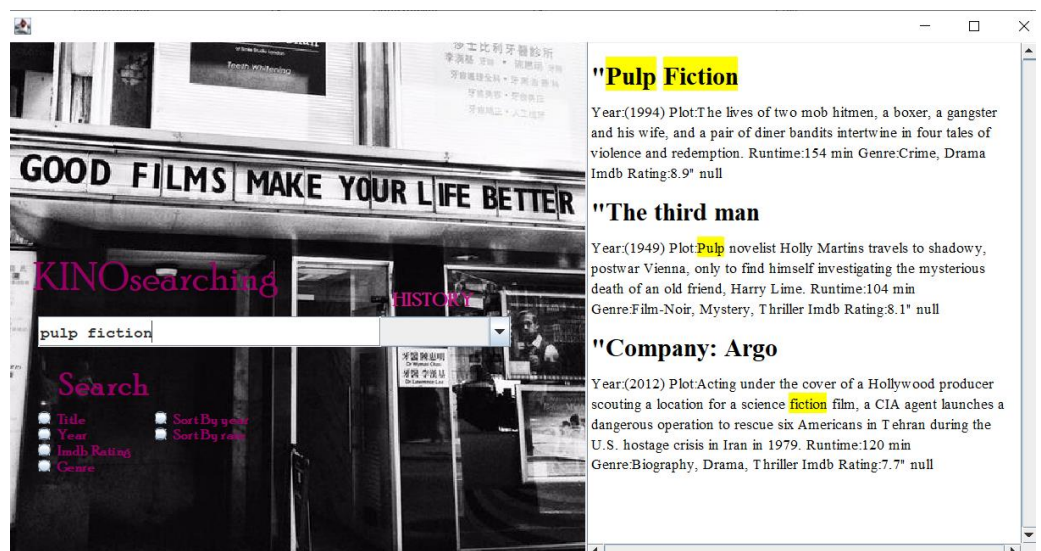 Teeth Whitening
GOOD FILMS MAKE YOUR LIFE BETTER
KINOsearching
HISTORY
pulp fiction
Search
Title
Sort By year
Year
Sort By rate
Imdb Rating
Genre
"Pulp Fiction
Year:(1994) Plot:The lives of two mob hitmen, a boxer, a gangster
and his wife, and a pair of diner bandits intertwine in four tales of
violence and redemption. Runtime:154 min Genre:Crime, Drama
Imdb Rating:8.9" null
"The third man
Year:(1949) Plot:Pulp novelist Holly Martins travels to shadowy,
postwar Vienna, only to find himself investigating the mysterious
death of an old friend, Harry Lime. Runtime:104 min
Genre:Film-Noir, Mystery, Thriller Imdb Rating:8.1" null
"Company: Argo
Year:(2012) Plot:Acting under the cover of a Hollywood producer
scouting a location for a science fiction film, a CIA agent launches a
dangerous operation to rescue six Americans in Tehran during the
U.S. hostage crisis in Iran in 1979. Runtime:120 min
Genre:Biography, Drama, Thriller Imdb Rating:7.7" null